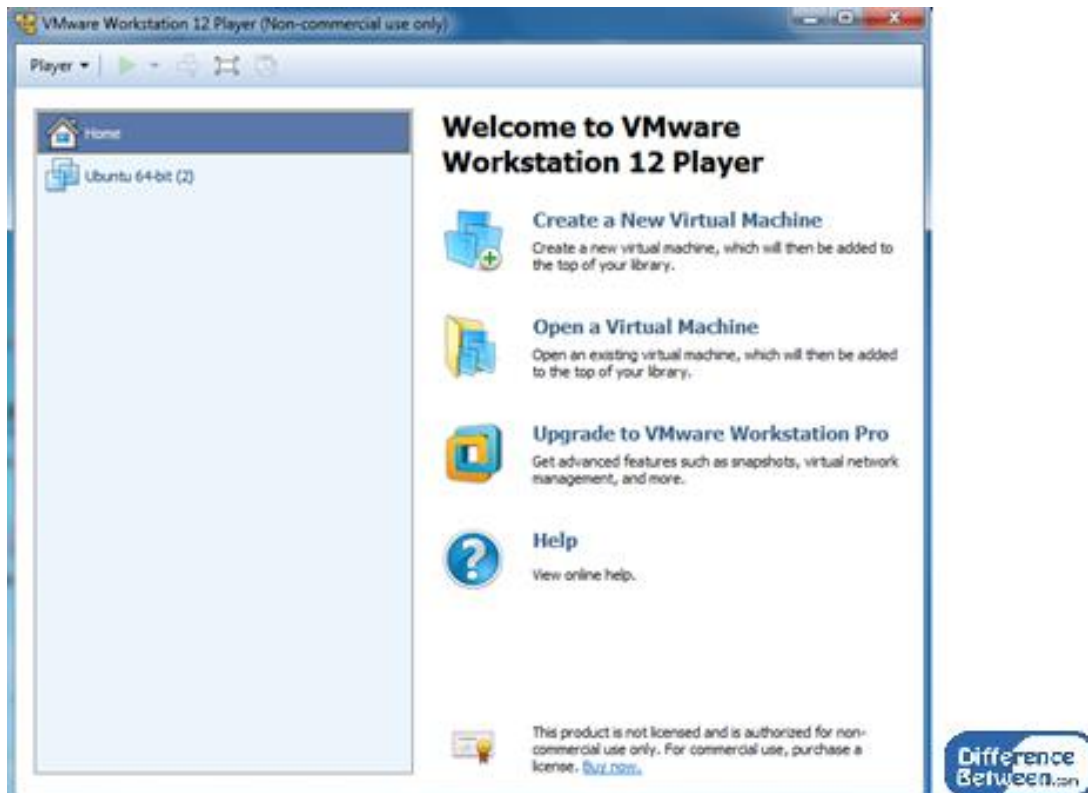 VMware Workstation 12 Player (Non-commercial use only)
Player
Home
Ubuntu 64-bit (2)
Welcome to VMware
Workstation 12 Player
Create a New Virtual Machine
Create a new virtual machine, which will then be added to
the top of your library.
Open a Virtual Machine
Open an existing virtual machine, which will then be added
to the top of your library.
Upgrade to VMware Workstation Pro
Get advanced features such as snapshots, virtual network
management, and more.
Help
View online help.
This product is not licensed and is authorized for non-
commercial use only. For commercial use, purchase a
license. Buy now.
Difference
Between.com